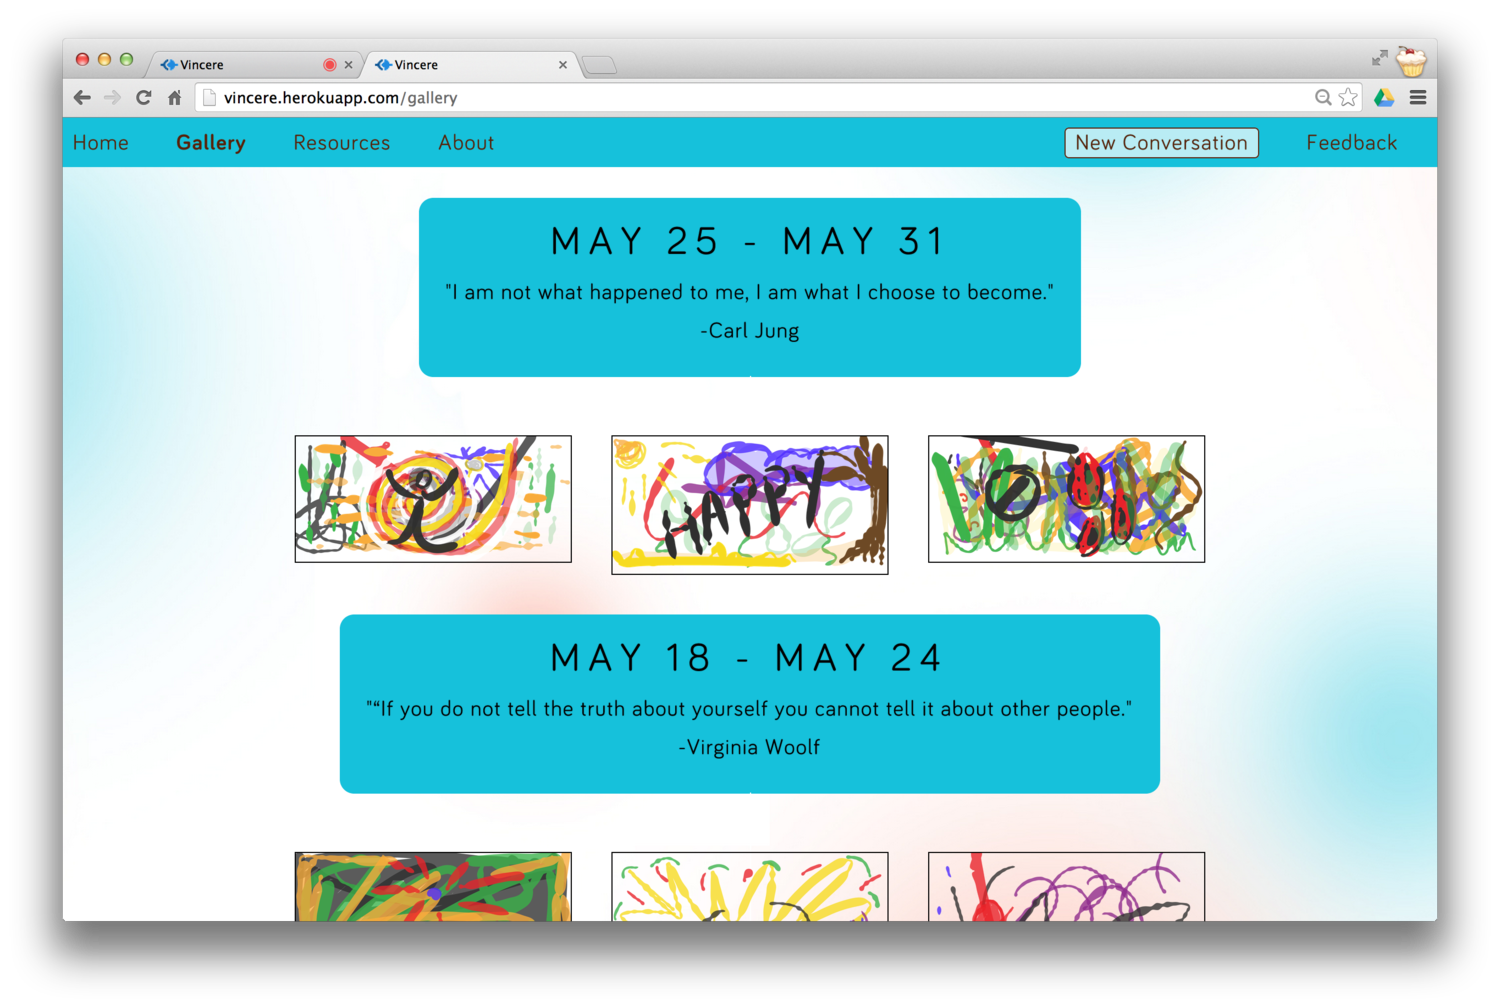 Vincere
Vincere
vincere.herokuapp.com/gallery
Home Gallery Resources About New Conversation Feedback
MAY 25 - MAY 31
"I am not what happened to me, I am what I choose to become."
-Carl Jung
HAPPY
MAY 18 - MAY 24
"“If you do not tell the truth about yourself you cannot tell it about other people."
-Virginia Woolf